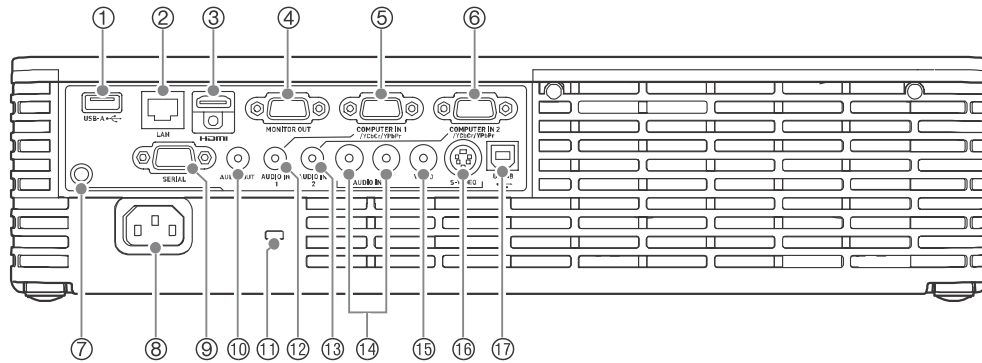 ① ② ③ ④ ⑤ ⑥
USB-A
LAN
HDMI
MONITOR OUT
COMPUTER IN 1
/YCbCr/YPbPr
COMPUTER IN 2
/YCbCr/YPbPr
SERIAL
AUDIO IN
1
AUDIO IN
2
AUDIO IN
⑦ ⑧ ⑨ ⑩ ⑪ ⑫ ⑬ ⑭ ⑮ ⑯ ⑰